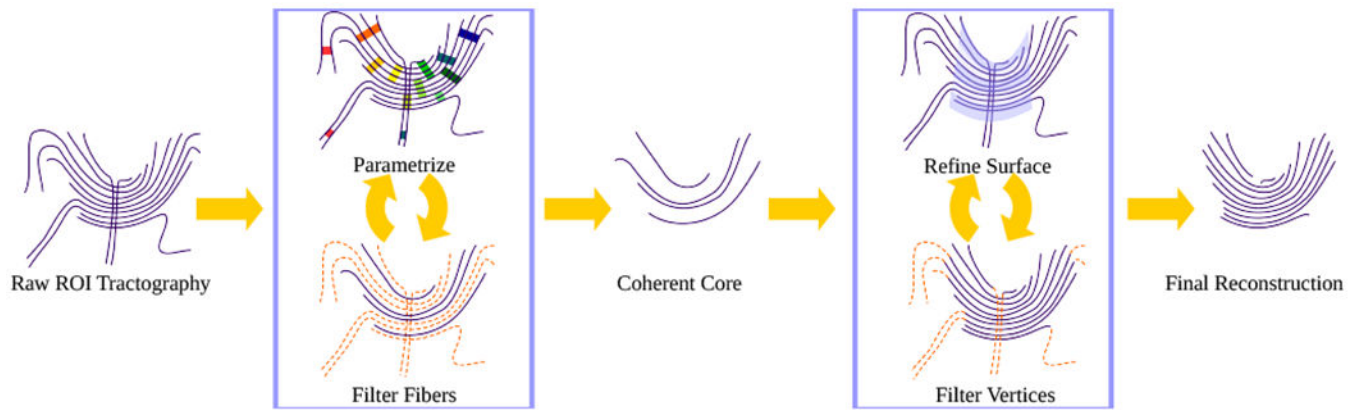 Raw ROI Tractography
Parametrize
Filter Fibers
Coherent Core
Refine Surface
Filter Vertices
Final Reconstruction